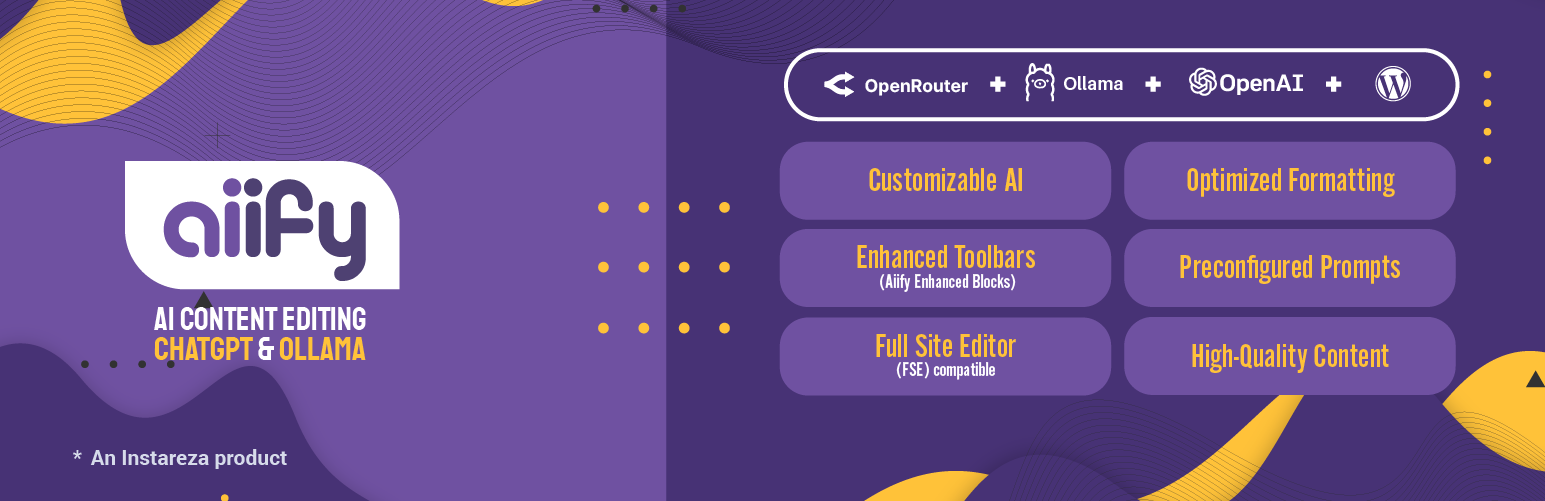 aiify
AI CONTENT EDITING
CHATGPT & OLLAMA
* An Instareza product
OpenRouter + Ollama + OpenAI +
Customizable AI
Optimized Formatting
Enhanced Toolbars
(Aiify Enhanced Blocks)
Preconfigured Prompts
Full Site Editor
(FSE) compatible
High-Quality Content